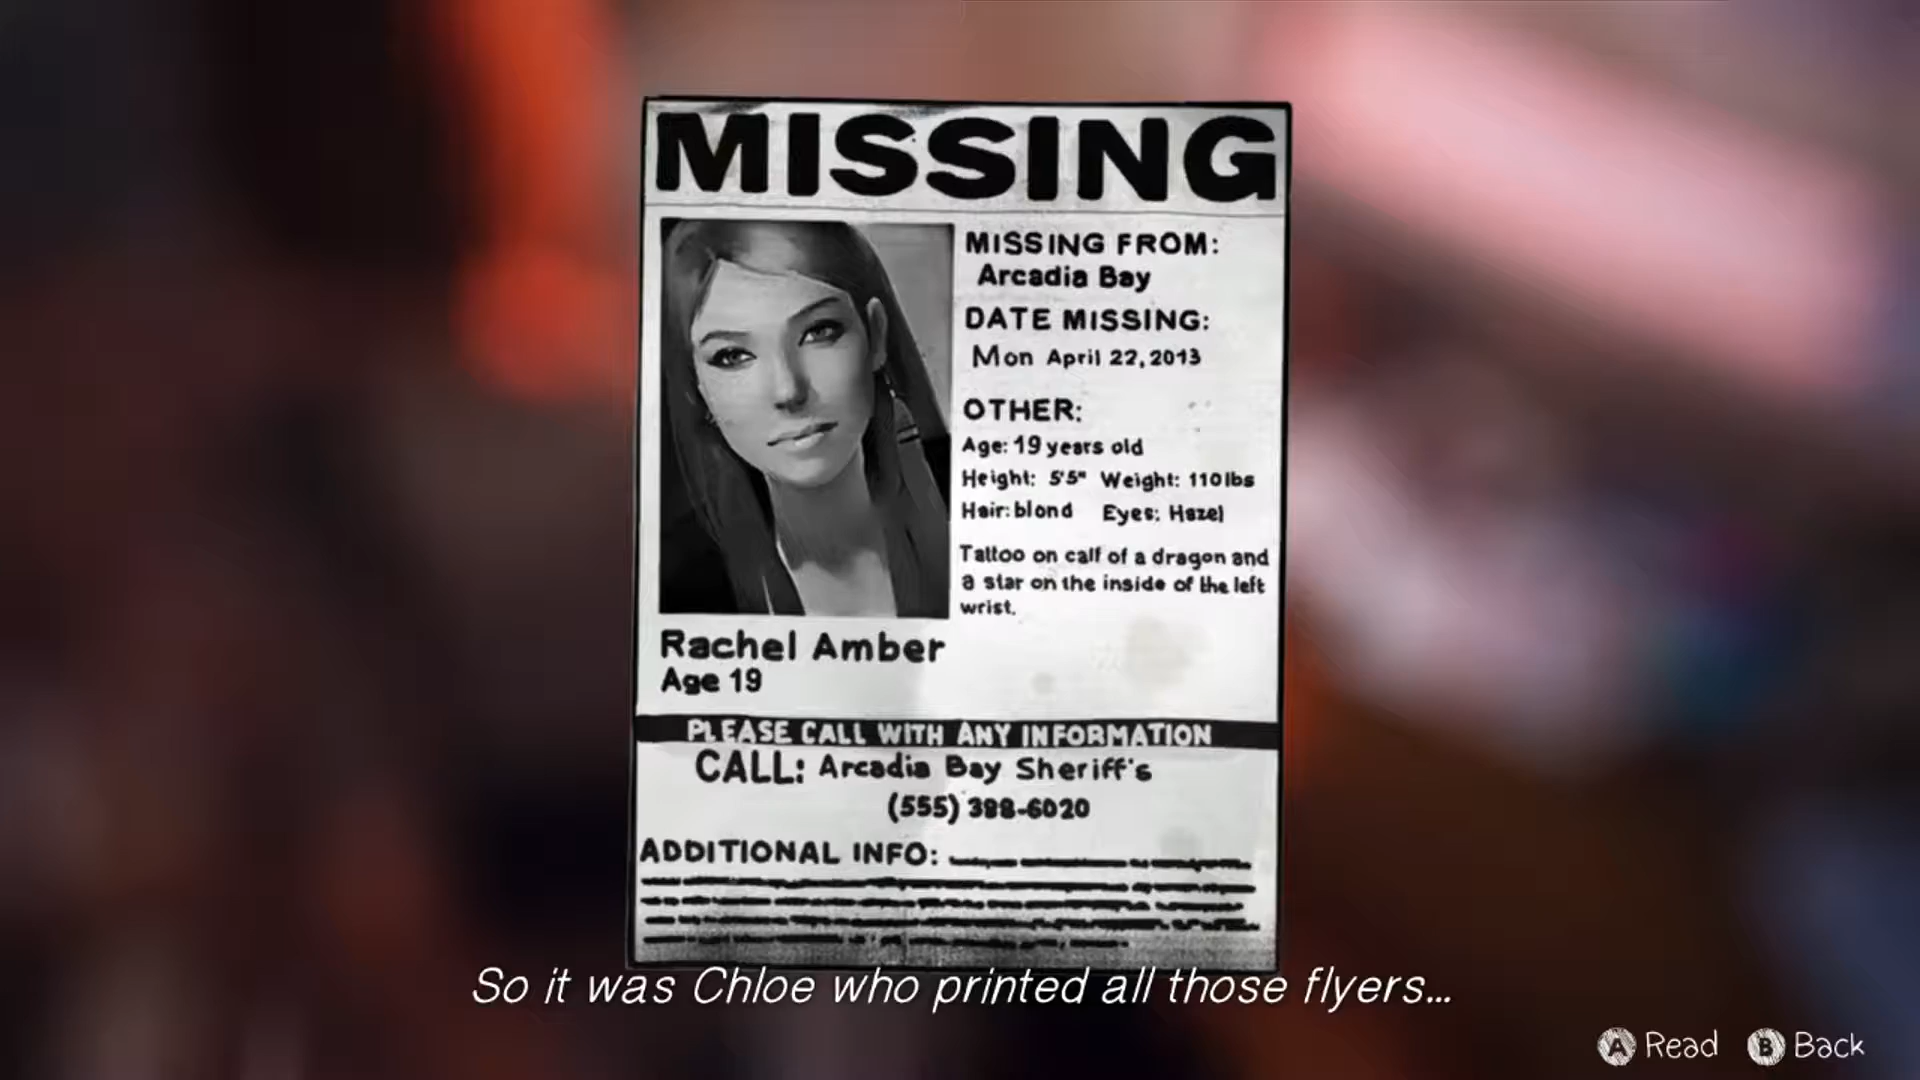 MISSING
MISSING FROM:
Arcadia Bay
DATE MISSING:
Mon April 22, 2013
OTHER:
Age: 19 years old
Height: 5'5" Weight: 110 lbs
Hair: blond Eyes: Hazel
Tattoo on calf of a dragon and
a star on the inside of the left
wrist.
Rachel Amber
Age 19
PLEASE CALL WITH ANY INFORMATION
CALL: Arcadia Bay Sheriff's
(555) 398-6020
ADDITIONAL INFO:
So it was Chloe who printed all those flyers...
A Read B Back